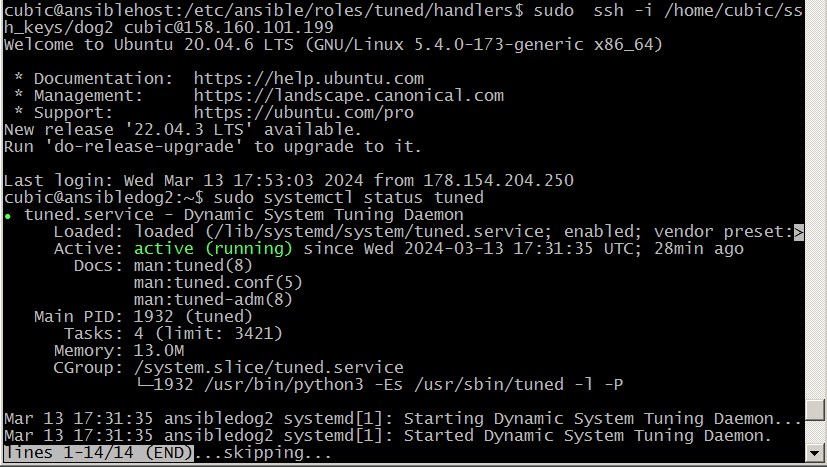 cubic@ansiblehost:/etc/ansible/roles/tuned/handlers$ sudo  ssh -i /home/cubic/ss
h_keys/dog2 cubic@158.160.101.199
Welcome to Ubuntu 20.04.6 LTS (GNU/Linux 5.4.0-173-generic x86_64)

 * Documentation:  https://help.ubuntu.com
 * Management:     https://landscape.canonical.com
 * Support:        https://ubuntu.com/pro
New release '22.04.3 LTS' available.
Run 'do-release-upgrade' to upgrade to it.

Last login: Wed Mar 13 17:53:03 2024 from 178.154.204.250
cubic@ansibledog2:~$ sudo systemctl status tuned
● tuned.service - Dynamic System Tuning Daemon
     Loaded: loaded (/lib/systemd/system/tuned.service; enabled; vendor preset:>
     Active: active (running) since Wed 2024-03-13 17:31:35 UTC; 28min ago
       Docs: man:tuned(8)
             man:tuned.conf(5)
             man:tuned-adm(8)
   Main PID: 1932 (tuned)
      Tasks: 4 (limit: 3421)
     Memory: 13.0M
     CGroup: /system.slice/tuned.service
             └─1932 /usr/bin/python3 -Es /usr/sbin/tuned -l -P

Mar 13 17:31:35 ansibledog2 systemd[1]: Starting Dynamic System Tuning Daemon...
Mar 13 17:31:35 ansibledog2 systemd[1]: Started Dynamic System Tuning Daemon.
lines 1-14/14 (END)...skipping...